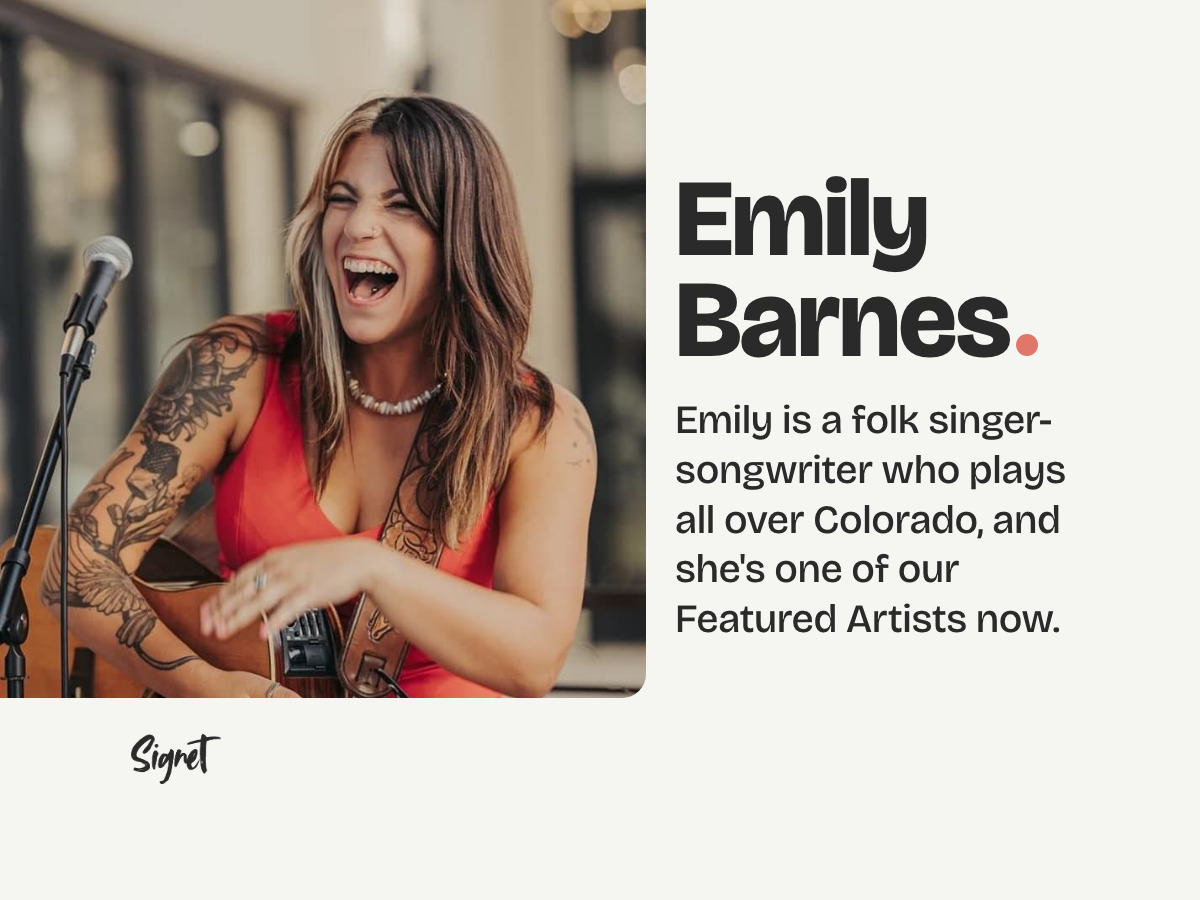 Emily
Barnes.
Emily is a folk singer-
songwriter who plays
all over Colorado, and
she's one of our
Featured Artists now.
Signet